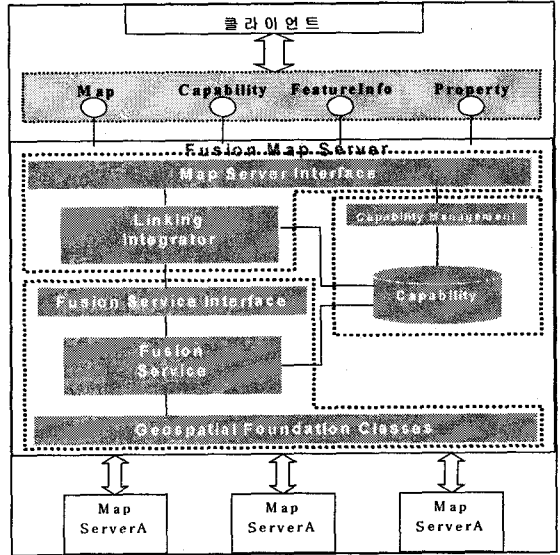 클라이언트
Map Capability FeatureInfo Property
Fusion Map Server
Map Server Interface
Linking
Integrator
Capability Management
Capability
Fusion Service Interface
Fusion
Service
Geospatial Foundation Classes
Map
ServerA
Map
ServerA
Map
ServerA